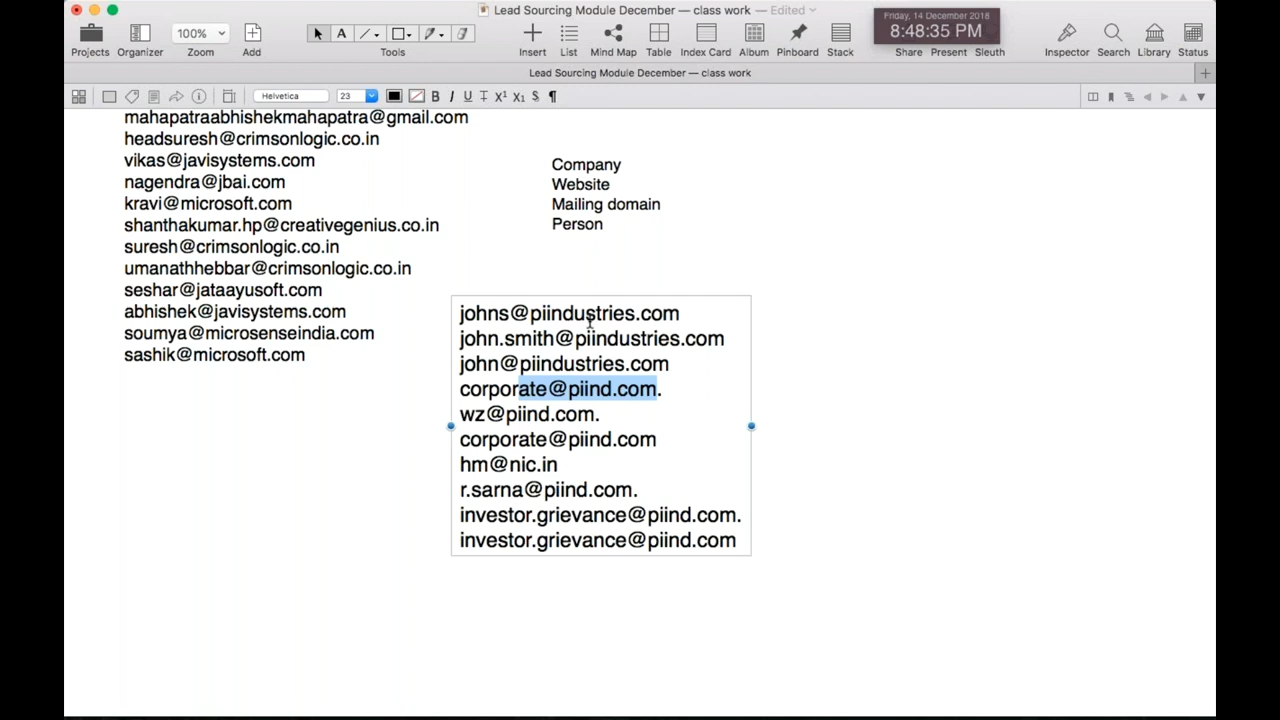 Lead Sourcing Module December — class work — Edited
Friday, 14 December 2018
8:48:35 PM
100%
Projects
Organizer
Zoom
Add
Tools
Insert
List
Mind Map
Table
Index Card
Album
Pinboard
Stack
Share
Present
Sleuth
Inspector
Search
Library
Status
Lead Sourcing Module December — class work
Helvetica
23
mahapatraabhishekmahapatra@gmail.com
headsuresh@crimsonlogic.co.in
vikas@javisystems.com
nagendra@jbai.com
kravi@microsoft.com
shanthakumar.hp@creativegenius.co.in
suresh@crimsonlogic.co.in
umanathhebbar@crimsonlogic.co.in
seshar@jataayusoft.com
abhishek@javisystems.com
soumya@microsenseindia.com
sashik@microsoft.com
Company
Website
Mailing domain
Person
johns@piindustries.com
john.smith@piindustries.com
john@piindustries.com
corporate@piind.com.
wz@piind.com.
corporate@piind.com
hm@nic.in
r.sarna@piind.com.
investor.grievance@piind.com.
investor.grievance@piind.com